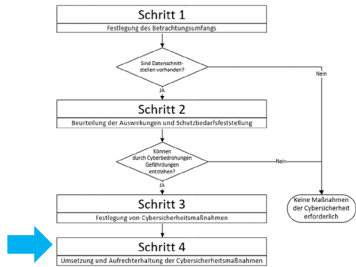 Schritt 1
Festlegung des Betrachtungsumfangs
Sind Datenschnitt-
stellen vorhanden?
Nein
JA
Schritt 2
Beurteilung der Auswirkungen und Schutzbedarfsfeststellung
Können
durch Cyberbedrohungen
Gefährdungen
entstehen?
Nein
JA
Schritt 3
Festlegung von Cybersicherheitsmaßnahmen
Keine Maßnahmen
der Cybersicherheit
erforderlich
Schritt 4
Umsetzung und Aufrechterhaltung der Cybersicherheitsmaßnahmen